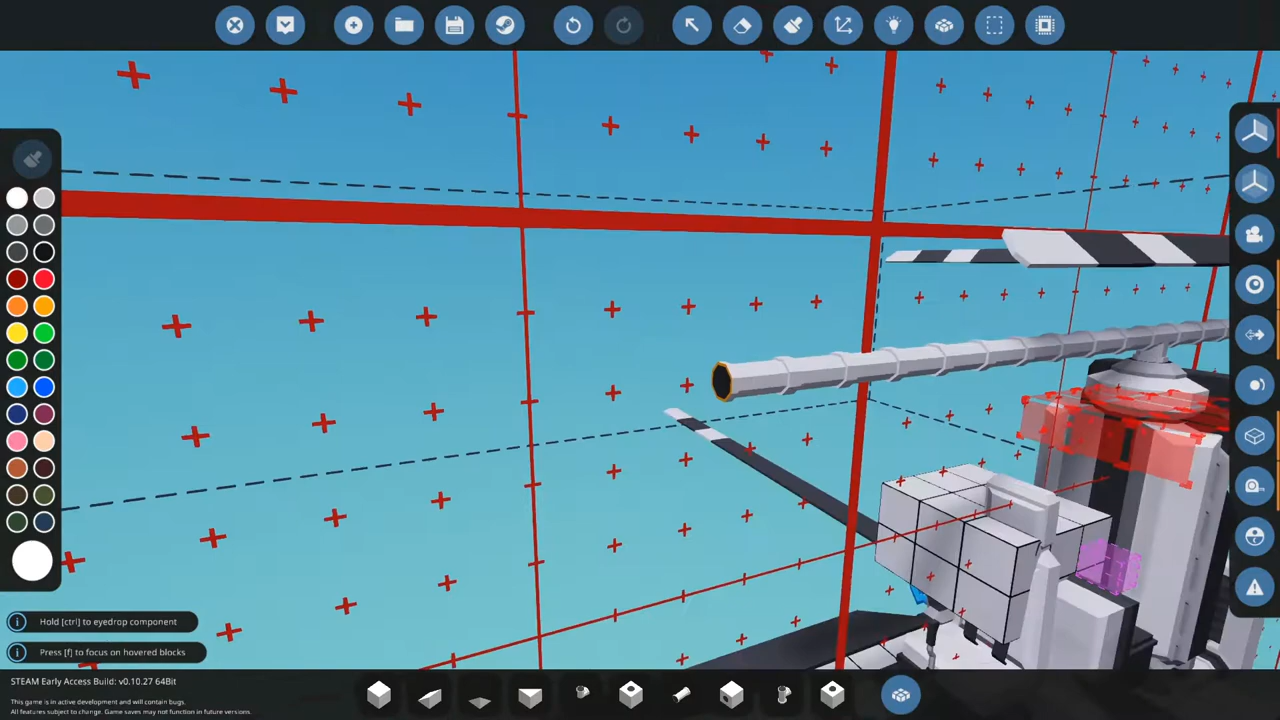 Hold [ctrl] to eyedrop component
Press [f] to focus on hovered blocks
STEAM Early Access Build: v0.10.27 64Bit
This game is in active development and will contain bugs.
All features subject to change. Game saves may not function in future versions.